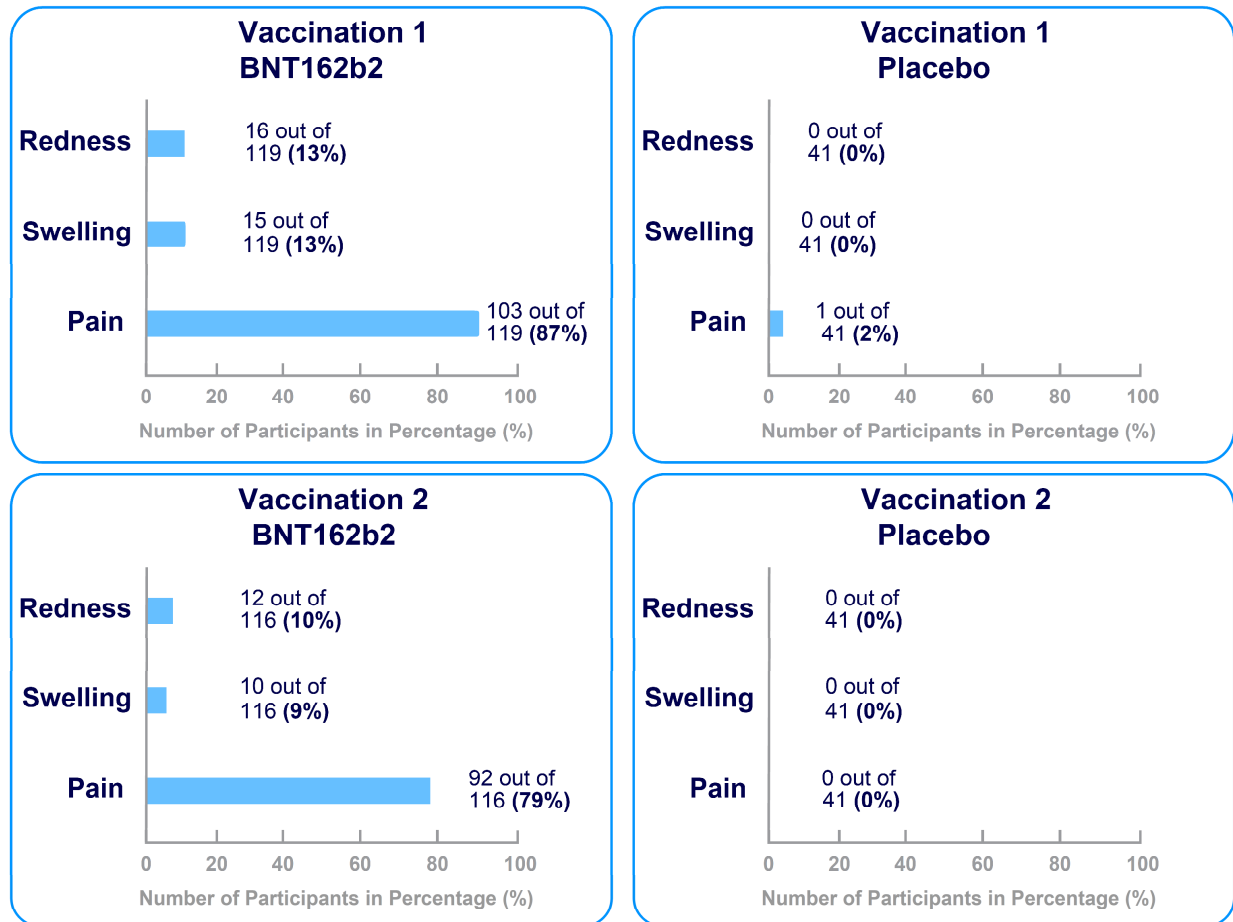 Vaccination 1
BNT162b2
Redness
16 out of
119 (13%)
Swelling
15 out of
119 (13%)
Pain
103 out of
119 (87%)
0 20 40 60 80 100
Number of Participants in Percentage (%)
Vaccination 1
Placebo
Redness
0 out of
41 (0%)
Swelling
0 out of
41 (0%)
Pain
1 out of
41 (2%)
0 20 40 60 80 100
Number of Participants in Percentage (%)
Vaccination 2
BNT162b2
Redness
12 out of
116 (10%)
Swelling
10 out of
116 (9%)
Pain
92 out of
116 (79%)
0 20 40 60 80 100
Number of Participants in Percentage (%)
Vaccination 2
Placebo
Redness
0 out of
41 (0%)
Swelling
0 out of
41 (0%)
Pain
0 out of
41 (0%)
0 20 40 60 80 100
Number of Participants in Percentage (%)